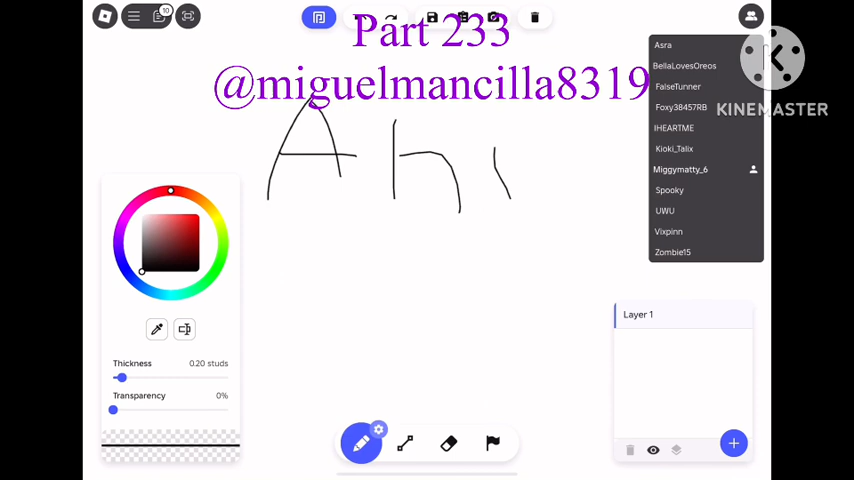 10
Part 233
@miguelmancilla8319
KINEMASTER
Asra
BellaLovesOreos
FalseTunner
Foxy38457RB
IHEARTME
Kioki_Talix
Miggymatty_6
Spooky
UWU
Vixpinn
Zombie15
A h
Thickness 0.20 studs
Transparency 0%
Layer 1